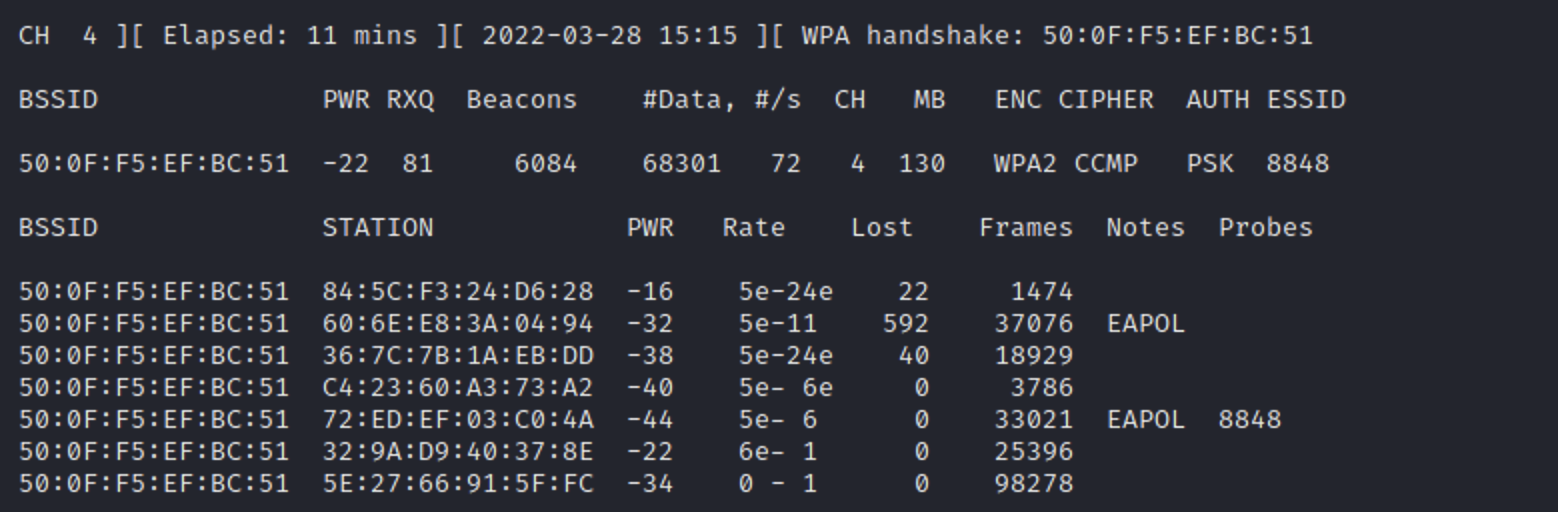 CH  4 ][ Elapsed: 11 mins ][ 2022-03-28 15:15 ][ WPA handshake: 50:0F:F5:EF:BC:51
BSSID              PWR RXQ  Beacons    #Data, #/s  CH   MB   ENC CIPHER  AUTH ESSID
50:0F:F5:EF:BC:51  -22  81     6084    68301   72   4  130   WPA2 CCMP   PSK  8848
BSSID              STATION            PWR   Rate    Lost    Frames  Notes  Probes
50:0F:F5:EF:BC:51  84:5C:F3:24:D6:28  -16    5e-24e    22     1474
50:0F:F5:EF:BC:51  60:6E:E8:3A:04:94  -32    5e-11    592    37076  EAPOL
50:0F:F5:EF:BC:51  36:7C:7B:1A:EB:DD  -38    5e-24e    40    18929
50:0F:F5:EF:BC:51  C4:23:60:A3:73:A2  -40    5e- 6e     0     3786
50:0F:F5:EF:BC:51  72:ED:EF:03:C0:4A  -44    5e- 6      0    33021  EAPOL  8848
50:0F:F5:EF:BC:51  32:9A:D9:40:37:8E  -22    6e- 1      0    25396
50:0F:F5:EF:BC:51  5E:27:66:91:5F:FC  -34    0 - 1      0    98278